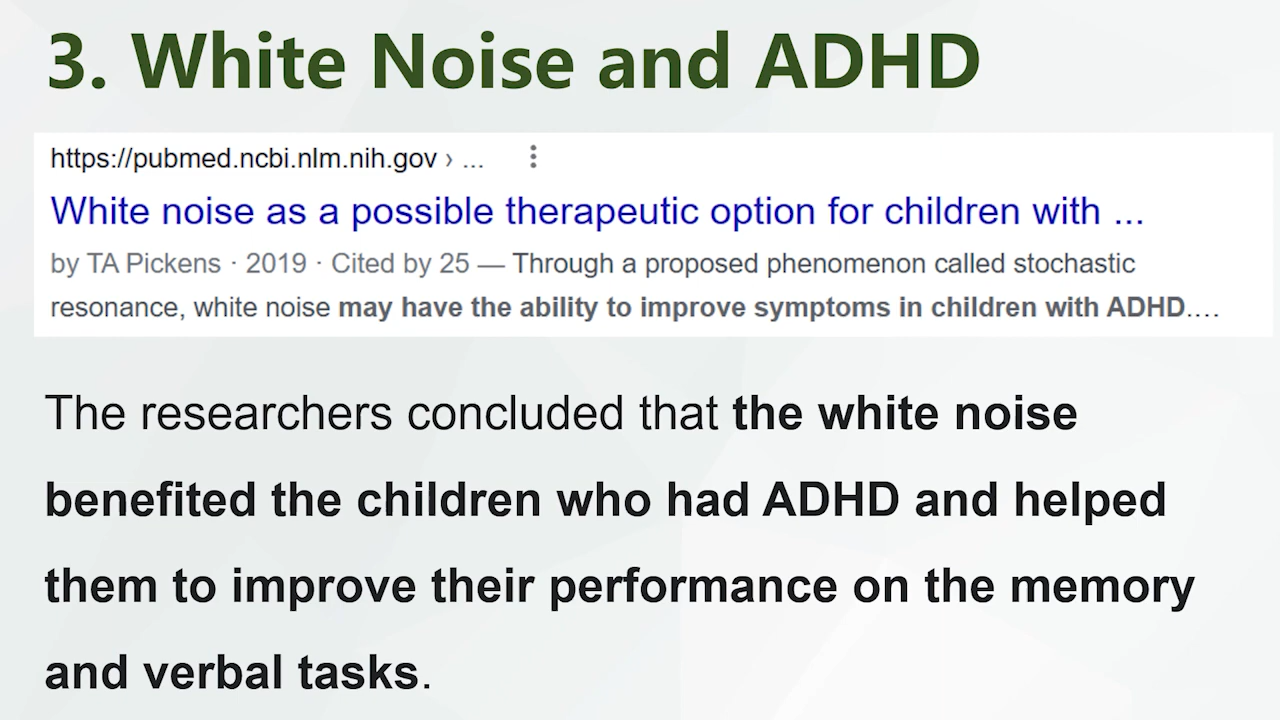 3. White Noise and ADHD
https://pubmed.ncbi.nlm.nih.gov › ...
White noise as a possible therapeutic option for children with ...
by TA Pickens · 2019 · Cited by 25 — Through a proposed phenomenon called stochastic
resonance, white noise may have the ability to improve symptoms in children with ADHD....
The researchers concluded that the white noise
benefited the children who had ADHD and helped
them to improve their performance on the memory
and verbal tasks.